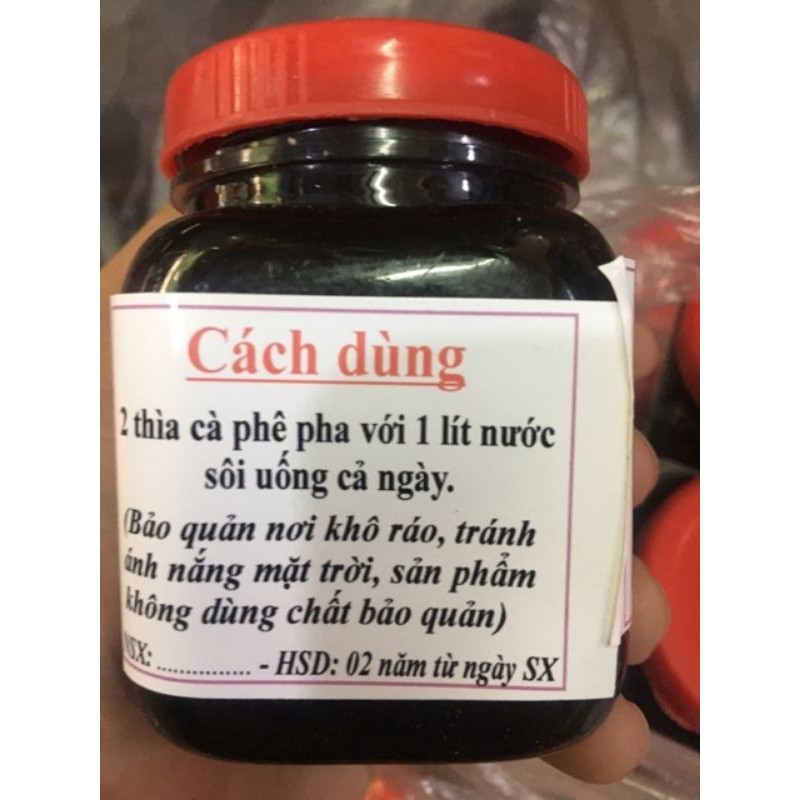 Cách dùng
2 thìa cà phê pha với 1 lít nước
sôi uống cả ngày.
(Bảo quản nơi khô ráo, tránh
ánh nắng mặt trời, sản phẩm
không dùng chất bảo quản)
NSX: ............... - HSD: 02 năm từ ngày SX